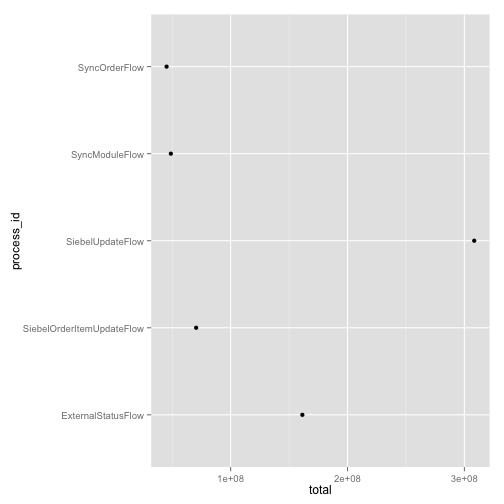 SyncOrderFlow
SyncModuleFlow
SiebelUpdateFlow
SiebelOrderItemUpdateFlow
ExternalStatusFlow
process_id
1e+08 2e+08 3e+08
total